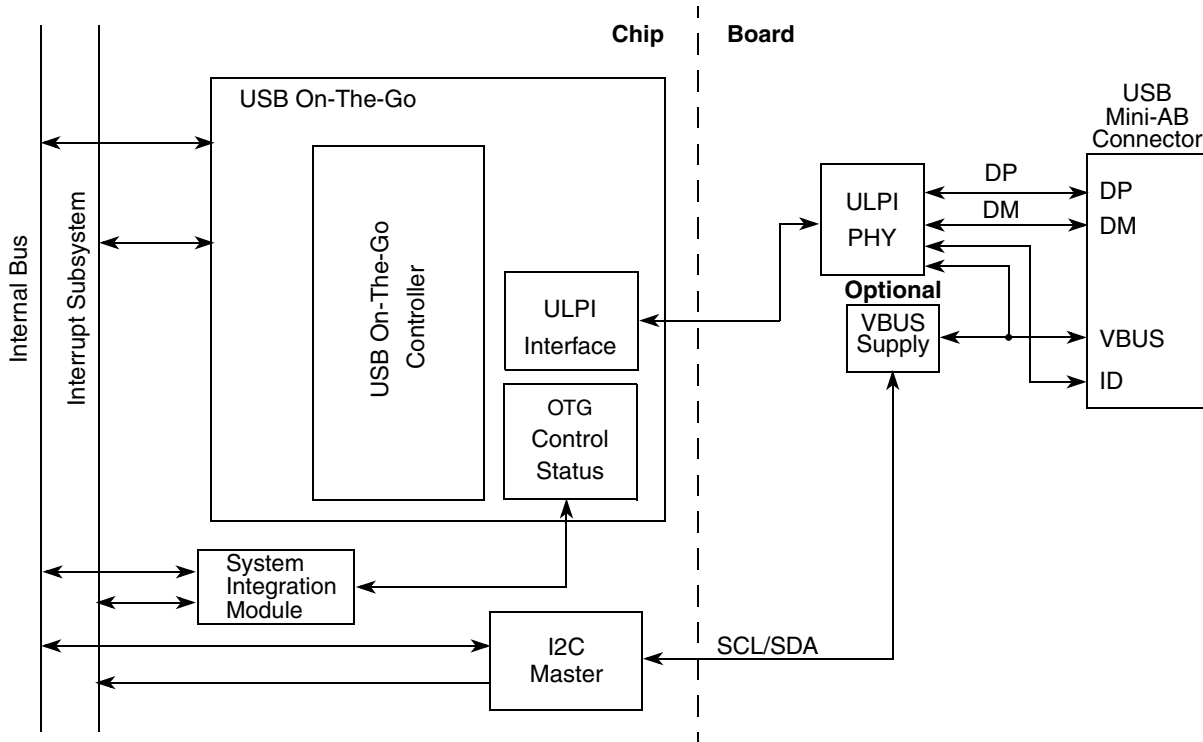 Chip
Board
USB On-The-Go
USB
Mini-AB
Connector
Internal Bus
Interrupt Subsystem
USB On-The-Go
Controller
ULPI
Interface
OTG
Control
Status
ULPI
PHY
Optional
VBUS
Supply
DP
DM
DP
DM
VBUS
ID
System
Integration
Module
I2C
Master
SCL/SDA